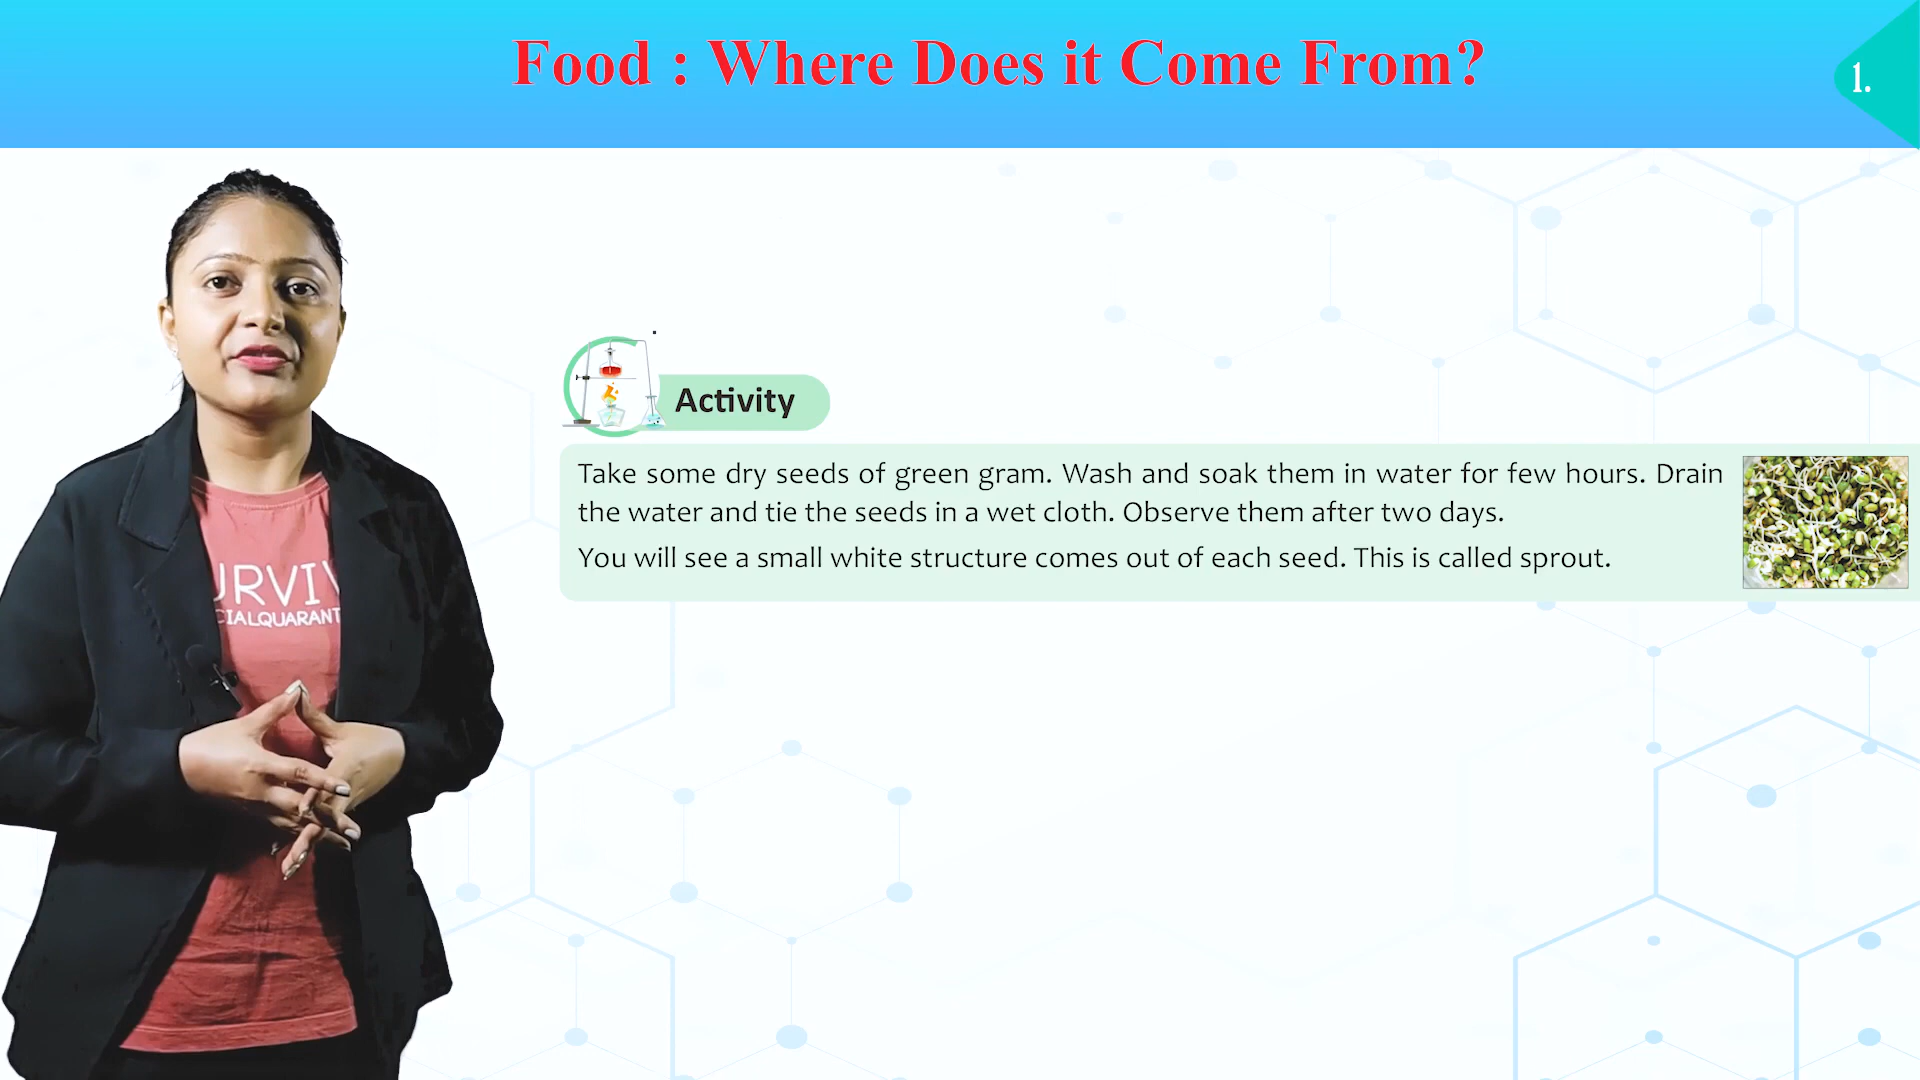 Food : Where Does it Come From?
1.
Activity
Take some dry seeds of green gram. Wash and soak them in water for few hours. Drain
the water and tie the seeds in a wet cloth. Observe them after two days.
You will see a small white structure comes out of each seed. This is called sprout.
URVIV
CIALQUARANT